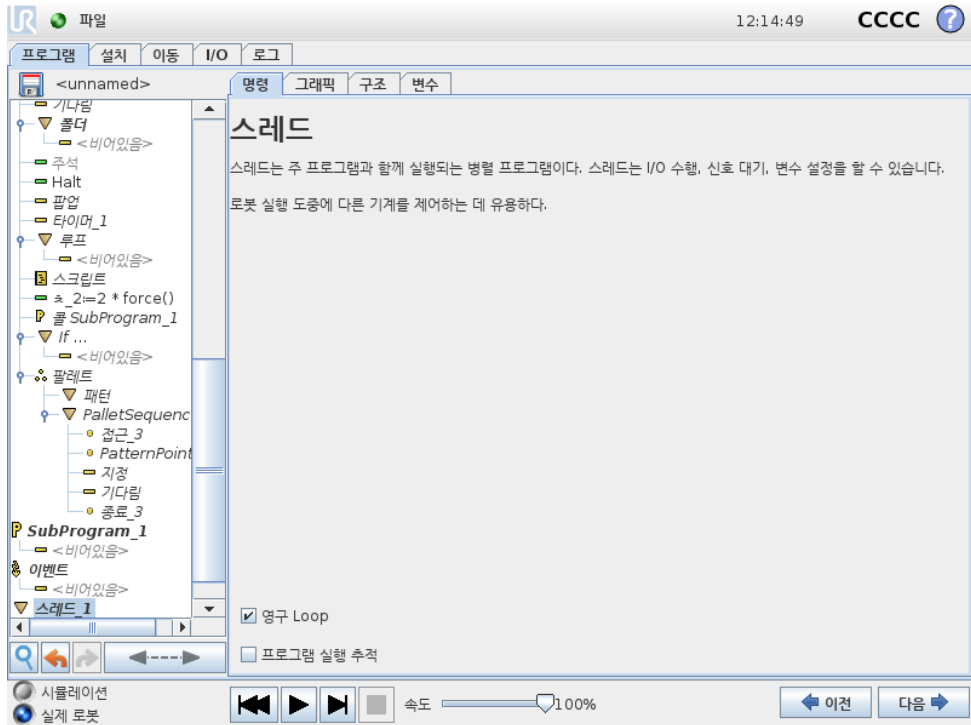 UR 파일 12:14:49 CCCC ?
프로그램 설치 이동 I/O 로그
<unnamed> 명령 그래픽 구조 변수
기다림
폴더
<비어있음>
주석
Halt
팝업
타이머_1
루프
<비어있음>
스크립트
ㅊ_2:=2 * force()
콜 SubProgram_1
If ...
<비어있음>
팔레트
패턴
PalletSequenc
접근_3
PatternPoint
지정
기다림
종료_3
SubProgram_1
<비어있음>
이벤트
<비어있음>
스레드_1
스레드
스레드는 주 프로그램과 함께 실행되는 병렬 프로그램이다. 스레드는 I/O 수행, 신호 대기, 변수 설정을 할 수 있습니다.
로봇 실행 도중에 다른 기계를 제어하는 데 유용하다.
영구 Loop
프로그램 실행 추적
시뮬레이션
실제 로봇
속도 100% 이전 다음